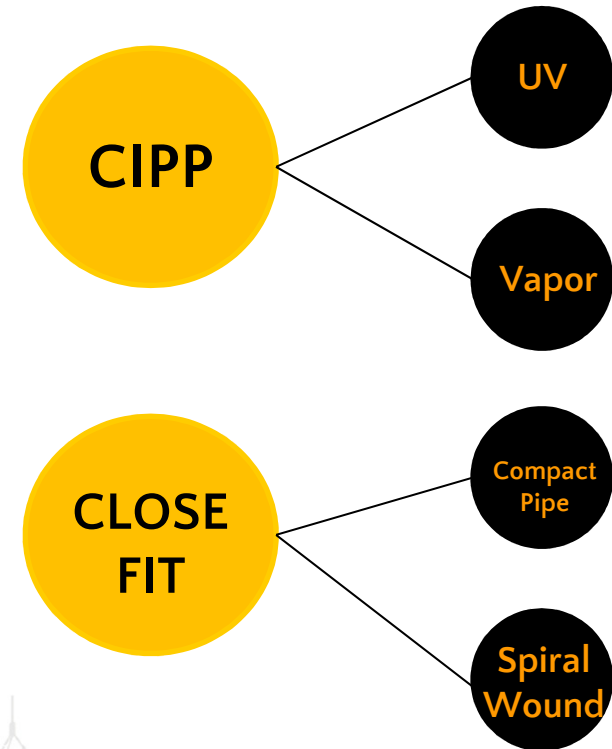 CIPP
UV
Vapor
CLOSE
FIT
Compact
Pipe
Spiral
Wound